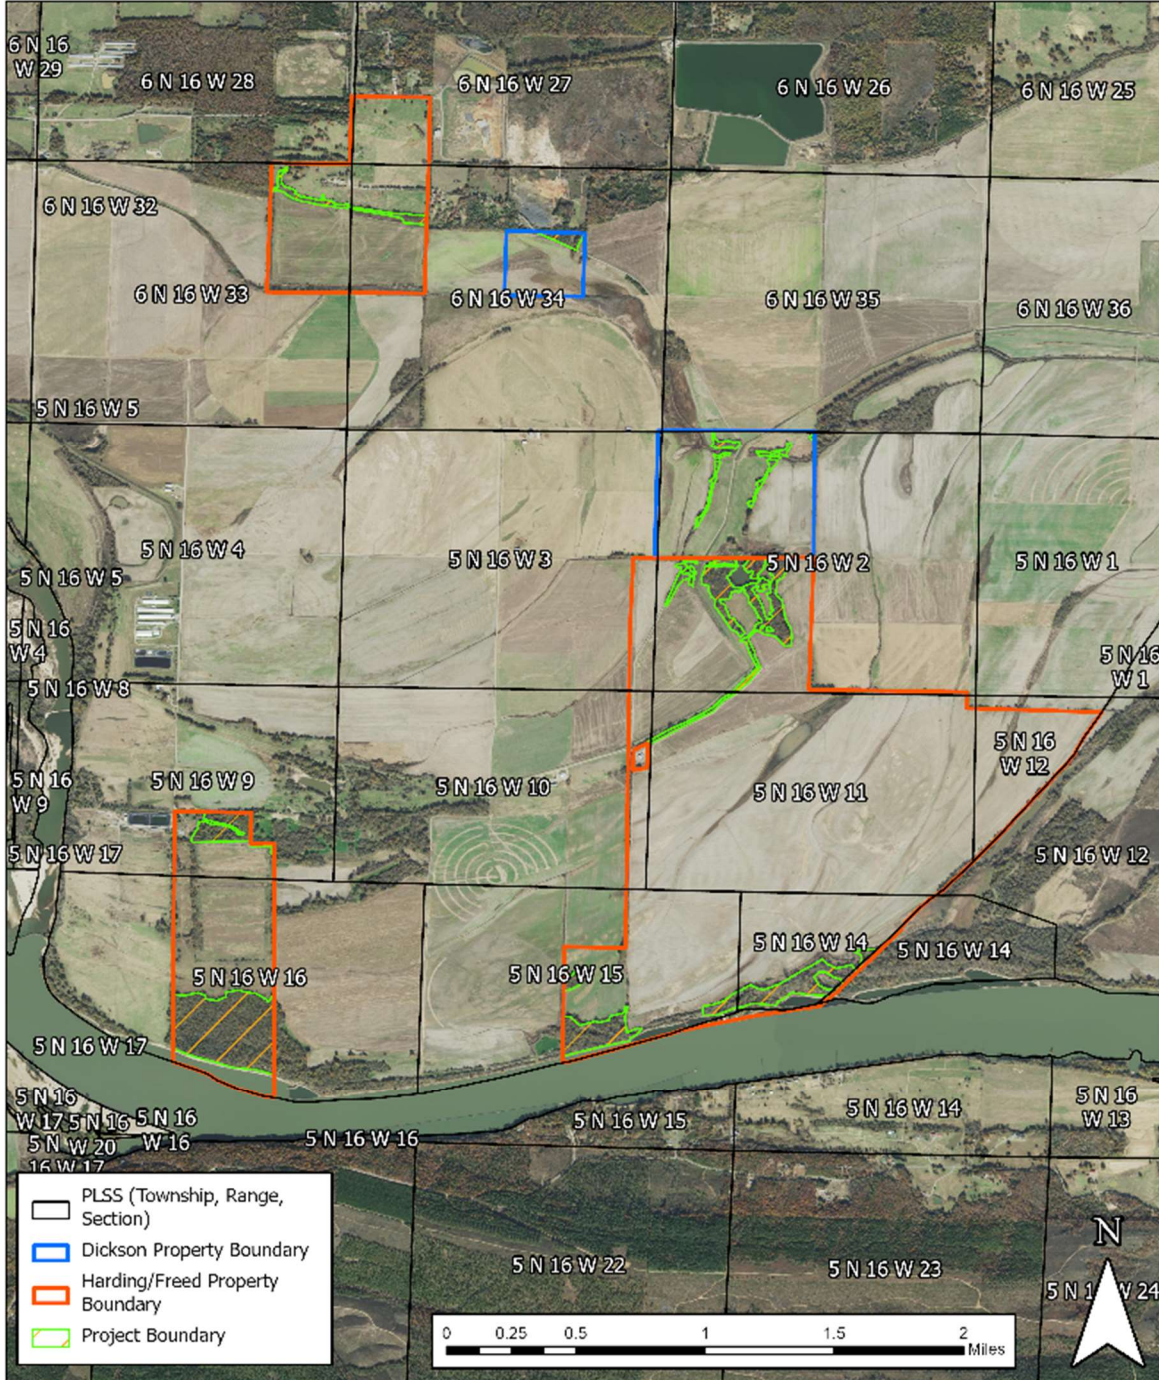 6 N 16
W 29
6 N 16 W 28
6 N 16 W 27
6 N 16 W 26
6 N 16 W 25
6 N 16 W 32
6 N 16 W 33
6 N 16 W 34
6 N 16 W 35
6 N 16 W 36
5 N 16 W 5
5 N 16 W 4
5 N 16 W 3
5 N 16 W 2
5 N 16 W 1
5 N 16 W 5
5 N 16
W 4
5 N 16
W 1
5 N 16 W 8
5 N 16
W 12
5 N 16
W 9
5 N 16 W 9
5 N 16 W 10
5 N 16 W 11
5 N 16 W 17
5 N 16 W 12
5 N 16 W 16
5 N 16 W 15
5 N 16 W 14
5 N 16 W 14
5 N 16 W 17
5 N 16
W 17
5 N 16
W 20
5 N 16
W 16
5 N
16 W 17
5 N 16 W 16
5 N 16 W 15
5 N 16 W 14
5 N 16
W 13
5 N 16 W 22
5 N 16 W 23
5 N 1 W 24
PLSS (Township, Range,
Section)
Dickson Property Boundary
Harding/Freed Property
Boundary
Project Boundary
0 0.25 0.5 1 1.5 2
Miles
N